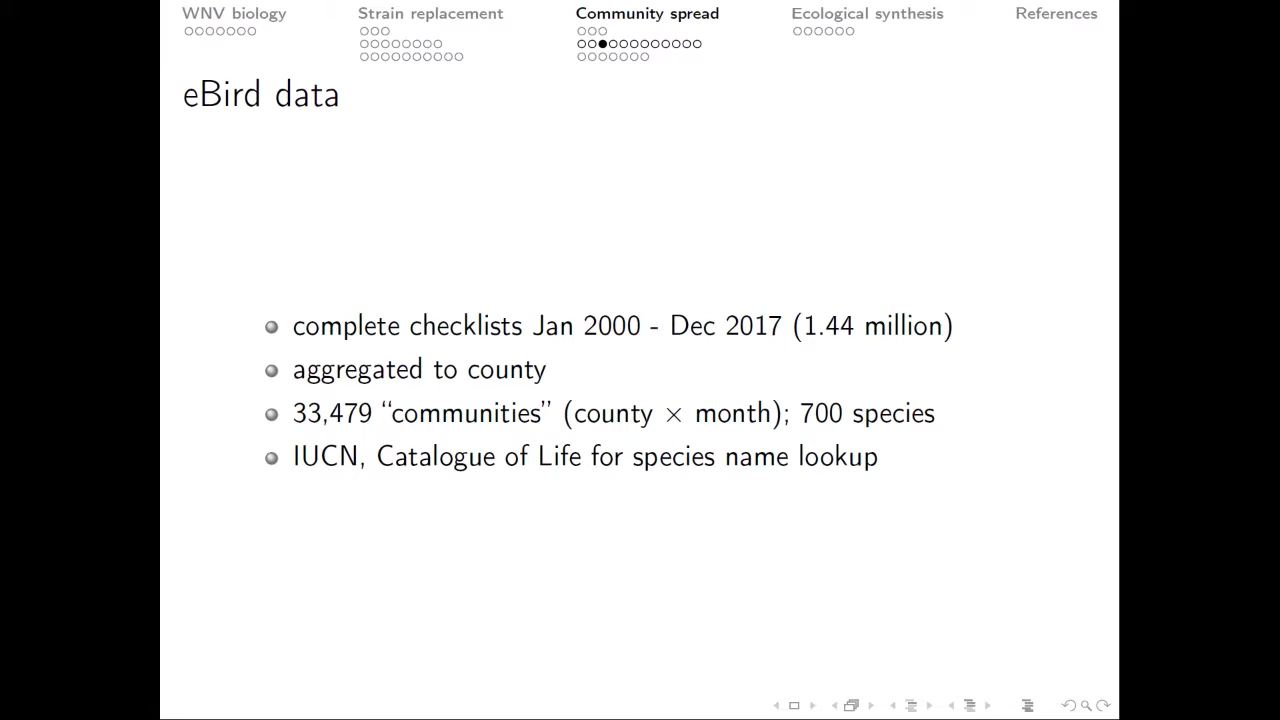 WNV biology Strain replacement Community spread Ecological synthesis References
eBird data
complete checklists Jan 2000 - Dec 2017 (1.44 million)
aggregated to county
33,479 “communities” (county × month); 700 species
IUCN, Catalogue of Life for species name lookup